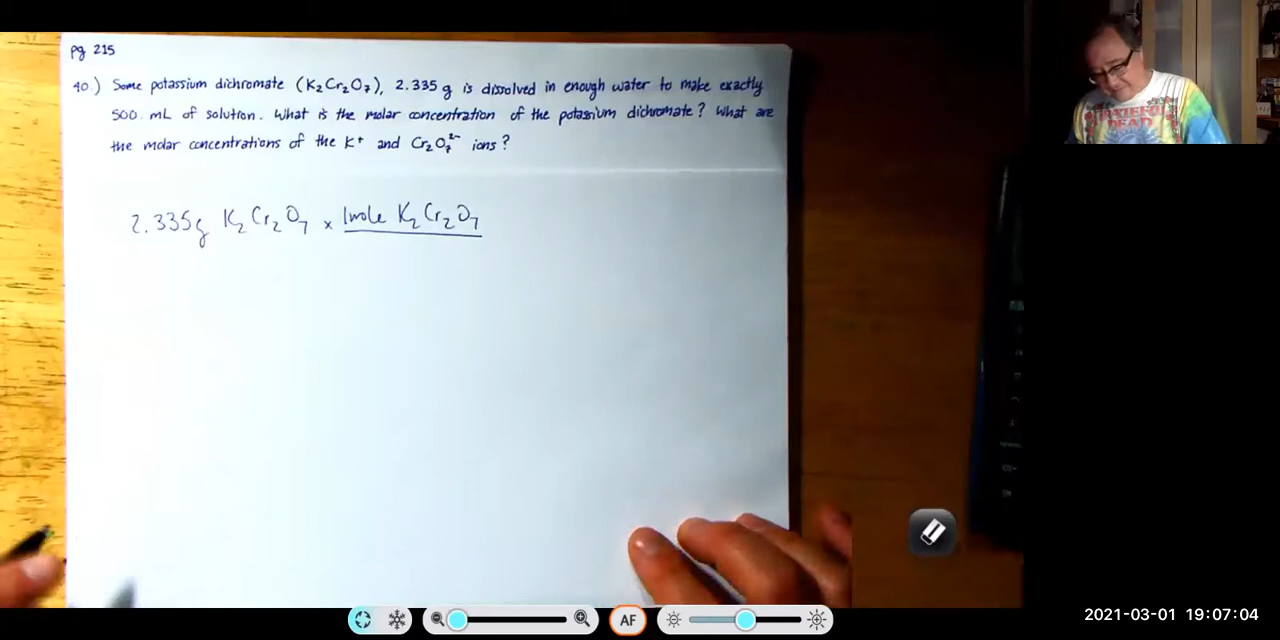 pg 215
40.) Some potassium dichromate (K₂Cr₂O₇), 2.335 g is dissolved in enough water to make exactly
500. mL of solution. What is the molar concentration of the potassium dichromate? What are
the molar concentrations of the K⁺ and Cr₂O₇²⁻ ions?
2.335g K₂Cr₂O₇ × 1mole K₂Cr₂O₇
AF
2021-03-01 19:07:04